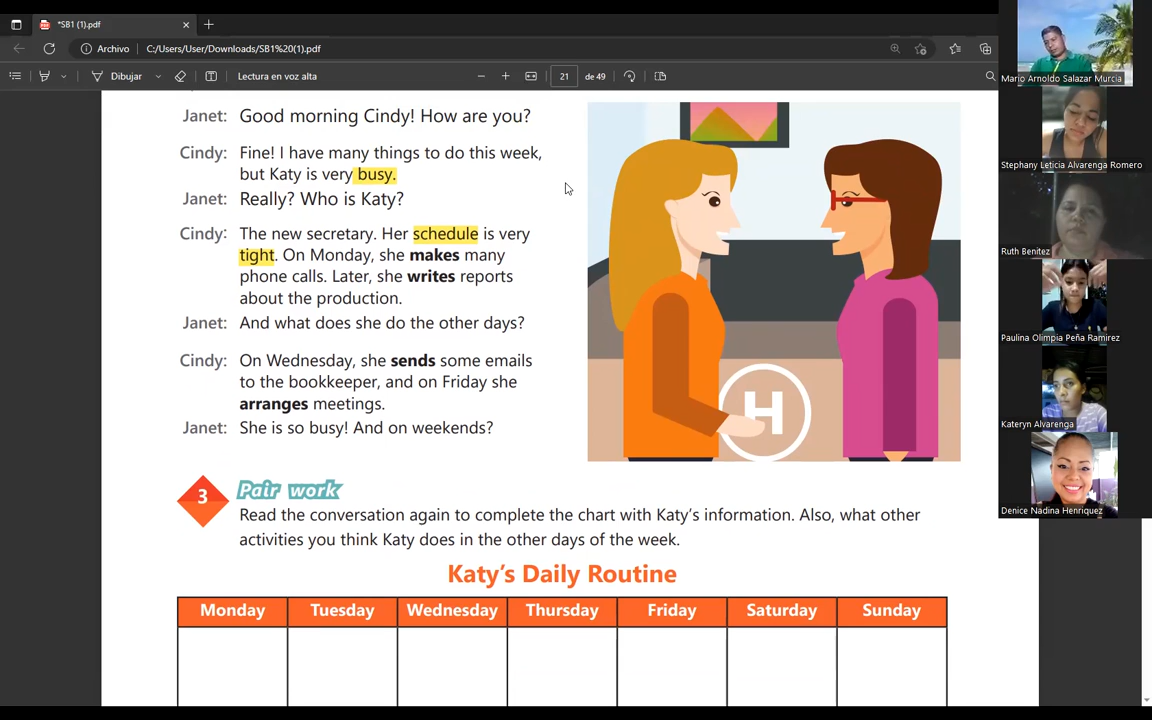 *SB1 (1).pdf
Archivo C:/Users/User/Downloads/SB1%20(1).pdf
Dibujar Lectura en voz alta 21 de 49
Janet: Good morning Cindy! How are you?
Cindy: Fine! I have many things to do this week,
but Katy is very busy.
Janet: Really? Who is Katy?
Cindy: The new secretary. Her schedule is very
tight. On Monday, she makes many
phone calls. Later, she writes reports
about the production.
Janet: And what does she do the other days?
Cindy: On Wednesday, she sends some emails
to the bookkeeper, and on Friday she
arranges meetings.
Janet: She is so busy! And on weekends?
H
3 Pair work
Read the conversation again to complete the chart with Katy's information. Also, what other
activities you think Katy does in the other days of the week.
Katy's Daily Routine
Monday Tuesday Wednesday Thursday Friday Saturday Sunday
Mario Arnoldo Salazar Murcia
Stephany Leticia Alvarenga Romero
Ruth Benitez
Paulina Olimpia Peña Ramirez
Kateryn Alvarenga
Denice Nadina Henriquez